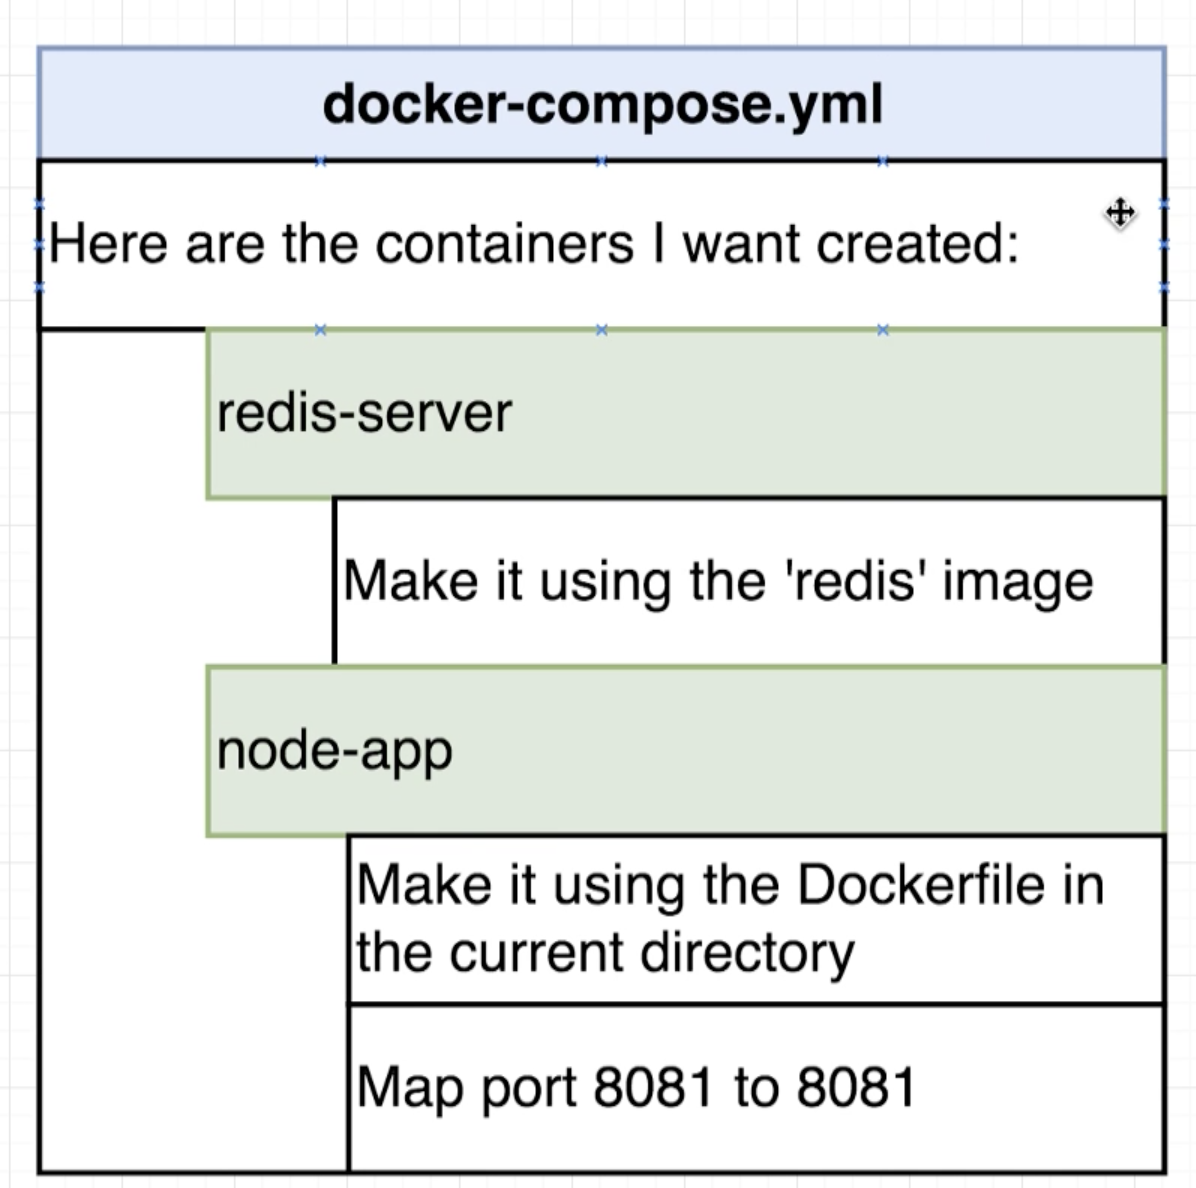 docker-compose.yml
Here are the containers I want created:
redis-server
Make it using the 'redis' image
node-app
Make it using the Dockerfile in
the current directory
Map port 8081 to 8081